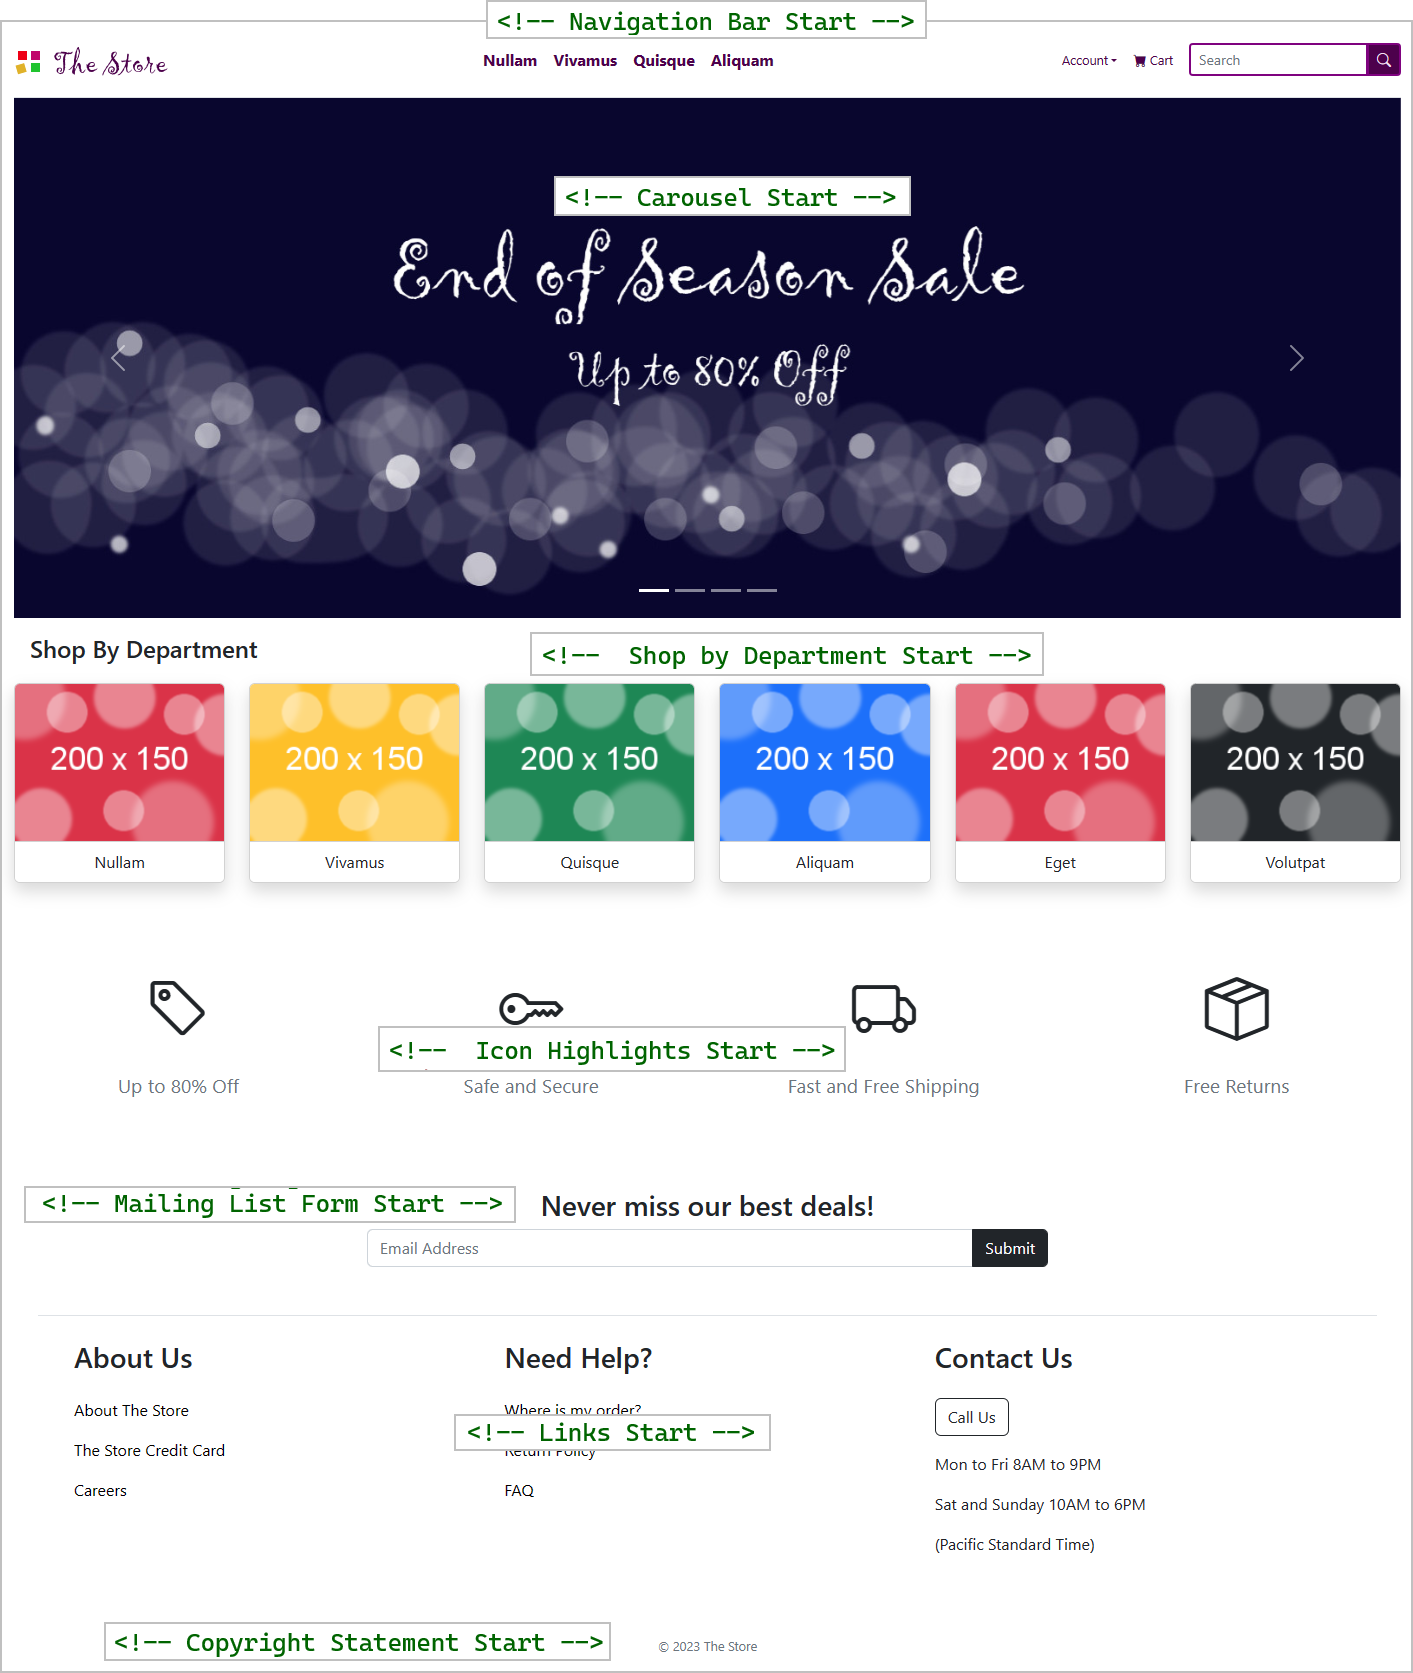 <!-- Navigation Bar Start -->
The Store
Nullam Vivamus Quisque Aliquam
Account Cart Search
<!-- Carousel Start -->
End of Season Sale
Up to 80% Off
Shop By Department
<!--  Shop by Department Start -->
200 x 150 200 x 150 200 x 150 200 x 150 200 x 150 200 x 150
Nullam Vivamus Quisque Aliquam Eget Volutpat
<!--  Icon Highlights Start -->
Up to 80% Off Safe and Secure Fast and Free Shipping Free Returns
<!-- Mailing List Form Start -->
Never miss our best deals!
Email Address Submit
About Us
About The Store
The Store Credit Card
Careers
Need Help?
Where is my order?
<!-- Links Start -->
Return Policy
FAQ
Contact Us
Call Us
Mon to Fri 8AM to 9PM
Sat and Sunday 10AM to 6PM
(Pacific Standard Time)
<!-- Copyright Statement Start -->
© 2023 The Store